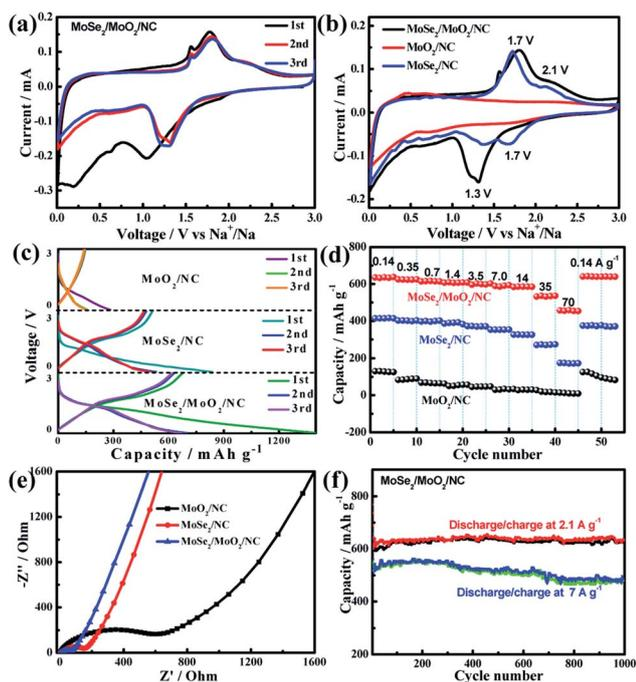 (a)
MoSe2/MoO2/NC
1st
2nd
3rd
0.2
0.1
0.0
-0.1
-0.2
-0.3
Current / mA
0.0 0.5 1.0 1.5 2.0 2.5 3.0
Voltage / V vs Na+/Na
(b)
MoSe2/MoO2/NC
MoO2/NC
MoSe2/NC
1.7 V
2.1 V
1.7 V
1.3 V
0.2
0.1
0.0
-0.1
-0.2
Current / mA
0.0 0.5 1.0 1.5 2.0 2.5 3.0
Voltage / V vs Na+/Na
(c)
3
0
1st
2nd
3rd
MoO2/NC
3
0
1st
2nd
3rd
MoSe2/NC
3
0
1st
2nd
3rd
MoSe2/MoO2/NC
Voltage / V
0 300 600 900 1200
Capacity / mAh g-1
(d)
800
600
400
200
0
-200
Capacity / mAh g-1
0.14 0.35 0.7 1.4 3.5 7.0 14 35 70 0.14 A g-1
MoSe2/MoO2/NC
MoSe2/NC
MoO2/NC
0 10 20 30 40 50
Cycle number
(e)
1600
1200
800
400
0
-Z'' / Ohm
MoO2/NC
MoSe2/NC
MoSe2/MoO2/NC
0 400 800 1200 1600
Z' / Ohm
(f)
MoSe2/MoO2/NC
800
600
400
200
Capacity / mAh g-1
Discharge/charge at 2.1 A g-1
Discharge/charge at 7 A g-1
200 400 600 800 1000
Cycle number